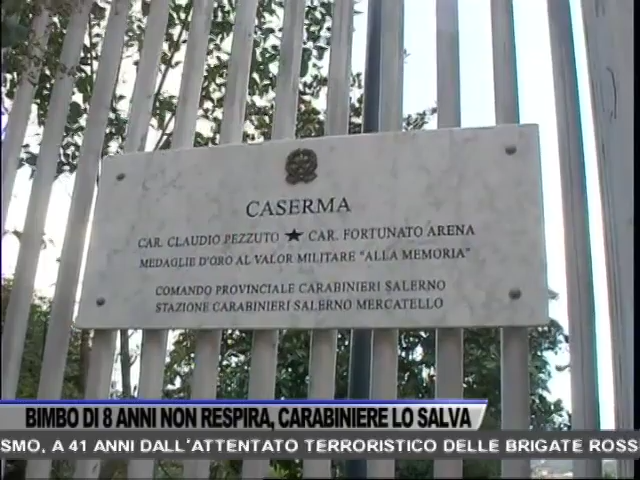 CASERMA
CAR. CLAUDIO PEZZUTO ★ CAR. FORTUNATO ARENA
MEDAGLIE D'ORO AL VALOR MILITARE "ALLA MEMORIA"
COMANDO PROVINCIALE CARABINIERI SALERNO
STAZIONE CARABINIERI SALERNO MERCATELLO
BIMBO DI 8 ANNI NON RESPIRA, CARABINIERE LO SALVA
SMO, A 41 ANNI DALL'ATTENTATO TERRORISTICO DELLE BRIGATE ROSS